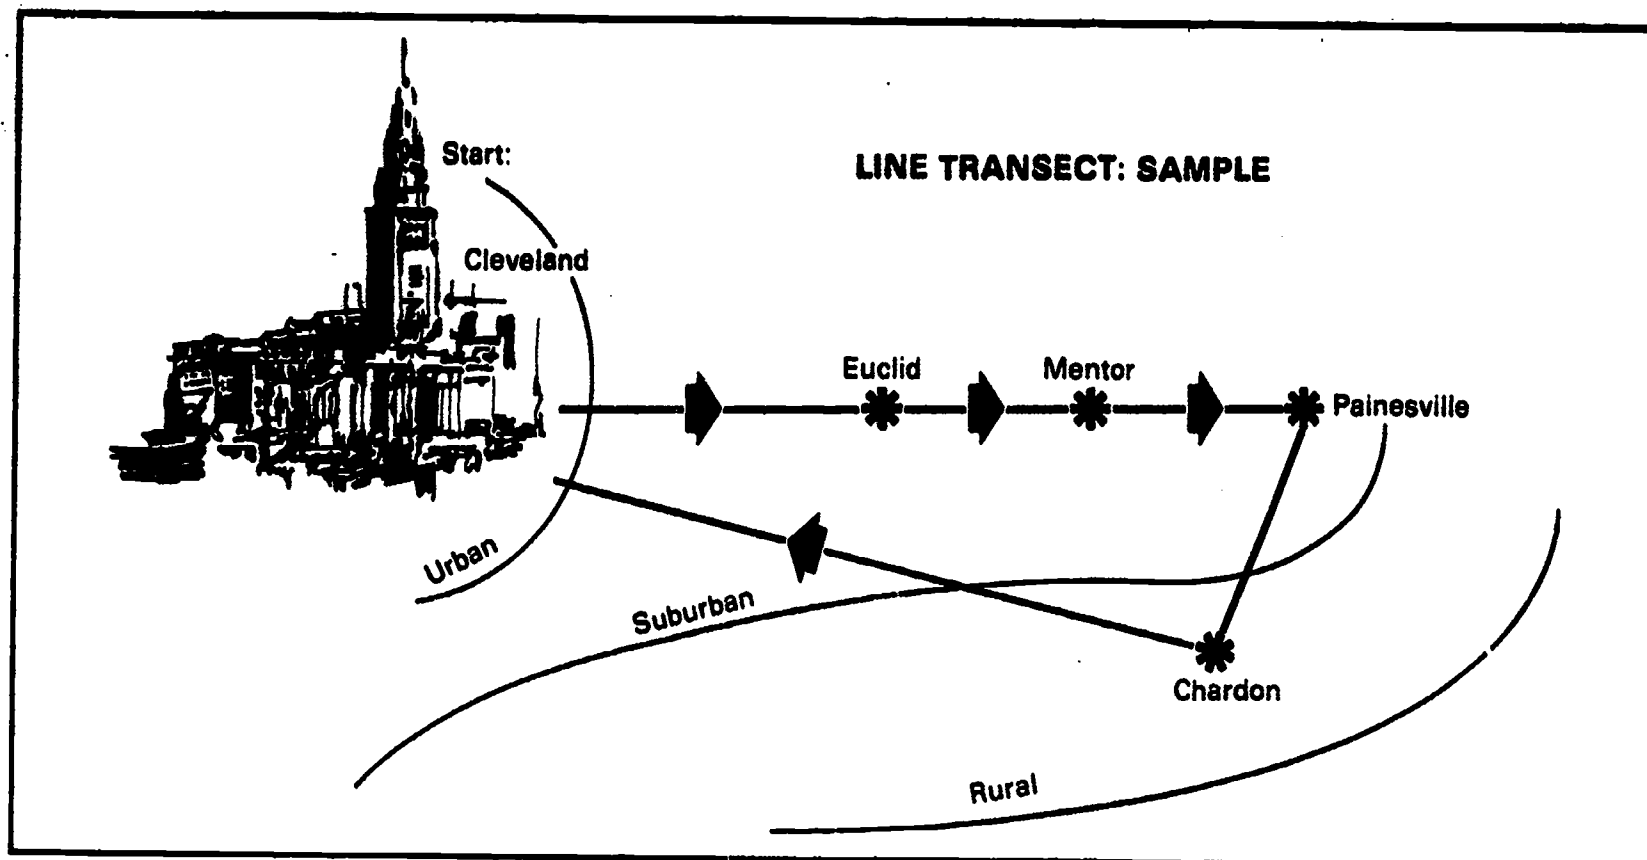 Start:
LINE TRANSECT: SAMPLE
Cleveland
Euclid
Mentor
Painesville
Urban
Suburban
Chardon
Rural